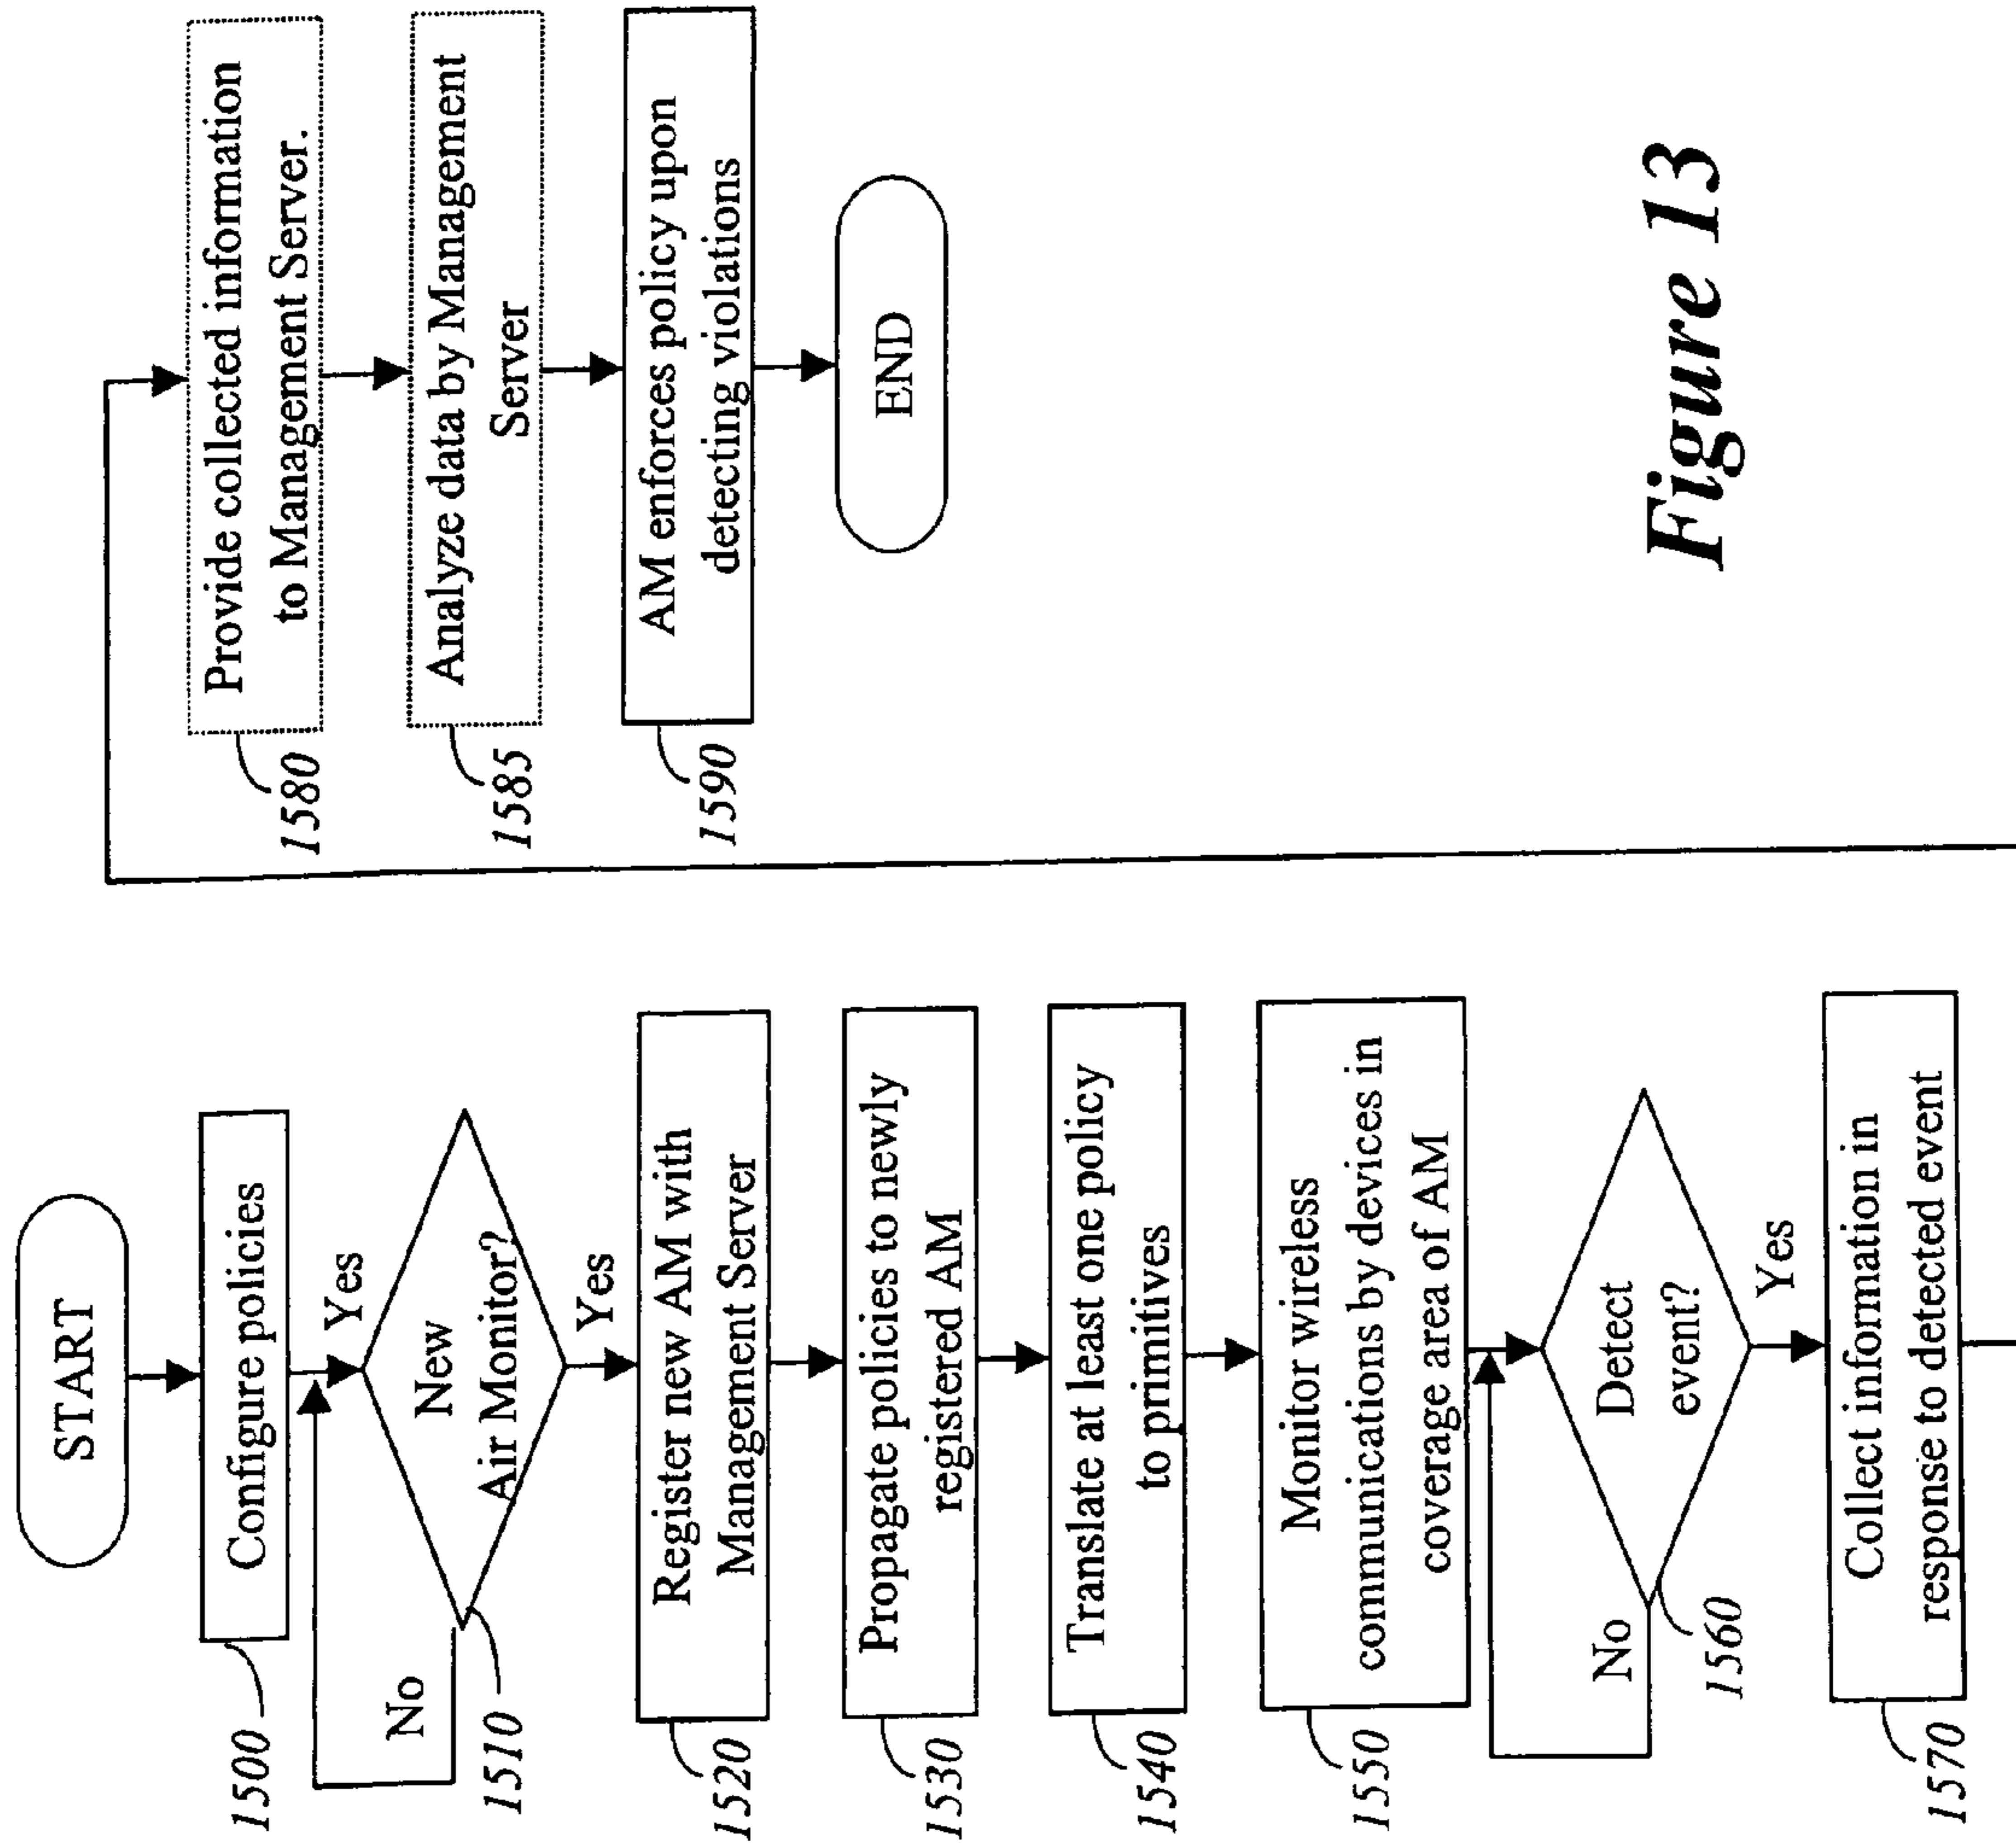 START
Configure policies
1500
Yes
New
Air Monitor?
No
1510
Yes
Register new AM with
Management Server
1520
Propagate policies to newly
registered AM
1530
Translate at least one policy
to primitives
1540
Monitor wireless
communications by devices in
coverage area of AM
1550
Detect
event?
No
1560
Yes
Collect information in
response to detected event
1570
Provide collected information
to Management Server.
1580
Analyze data by Management
Server
1585
AM enforces policy upon
detecting violations
1590
END
Figure 13